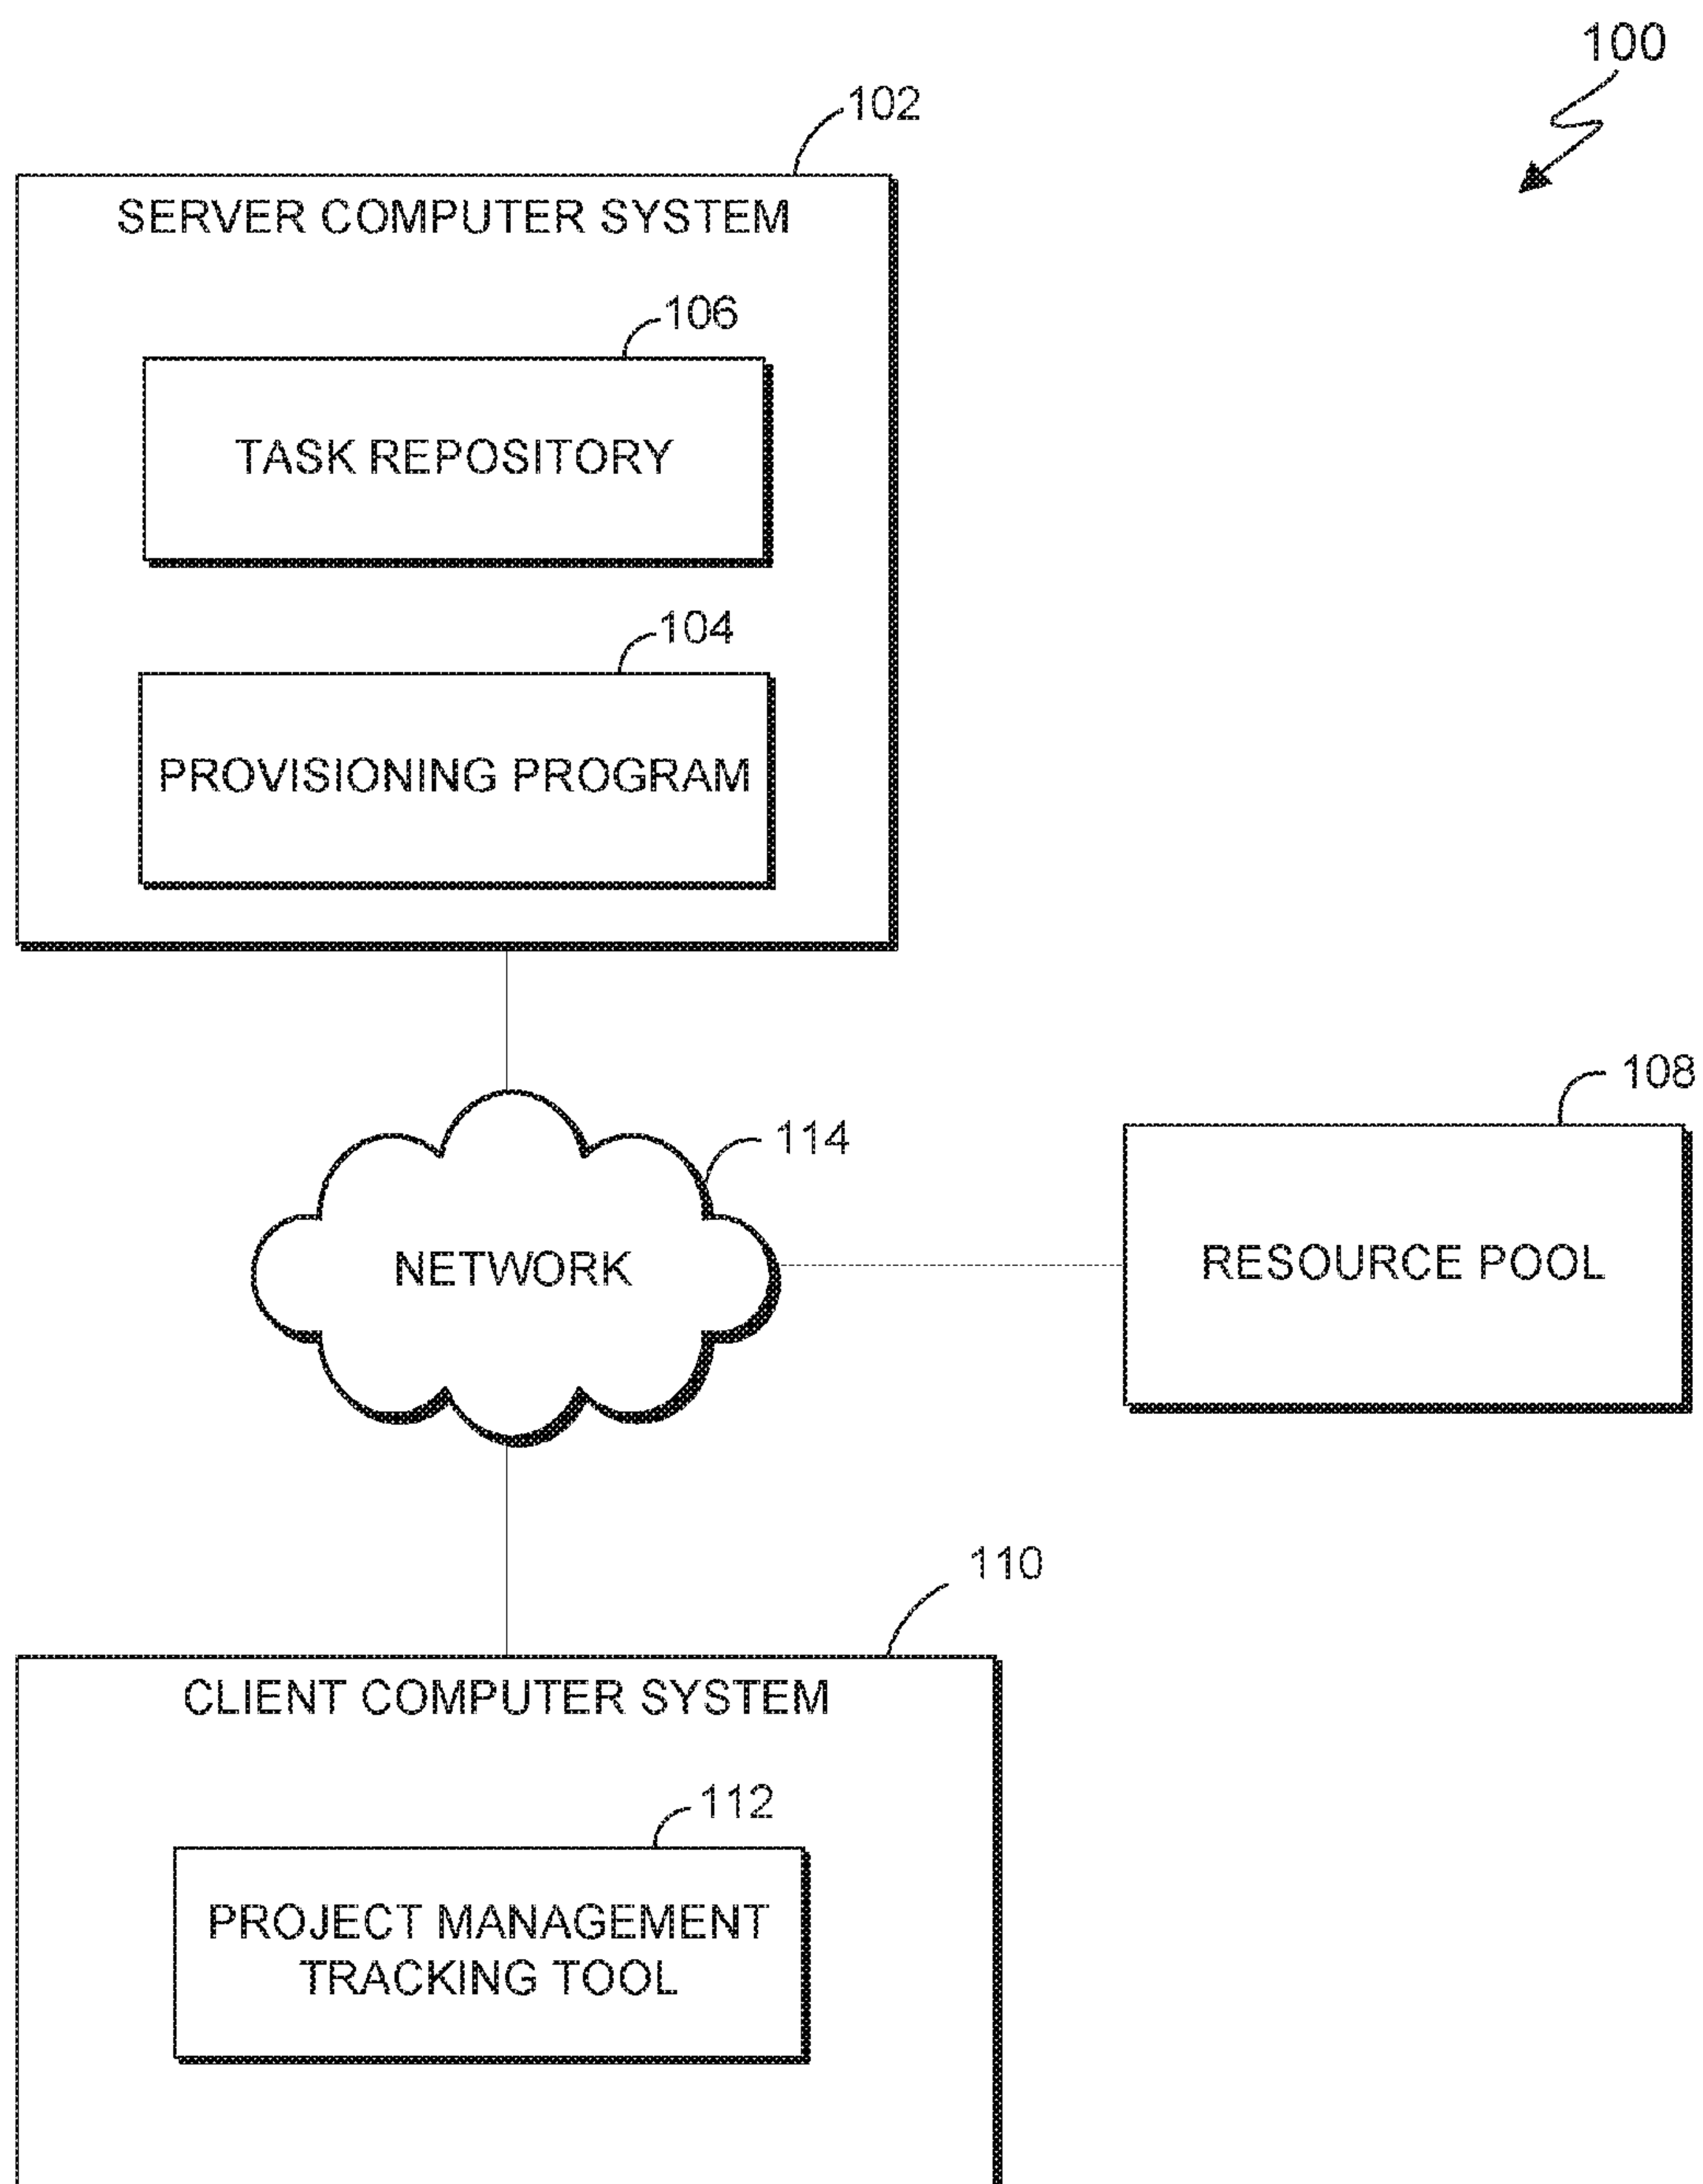 100
102
SERVER COMPUTER SYSTEM
106
TASK REPOSITORY
104
PROVISIONING PROGRAM
114
NETWORK
108
RESOURCE POOL
110
CLIENT COMPUTER SYSTEM
112
PROJECT MANAGEMENT
TRACKING TOOL